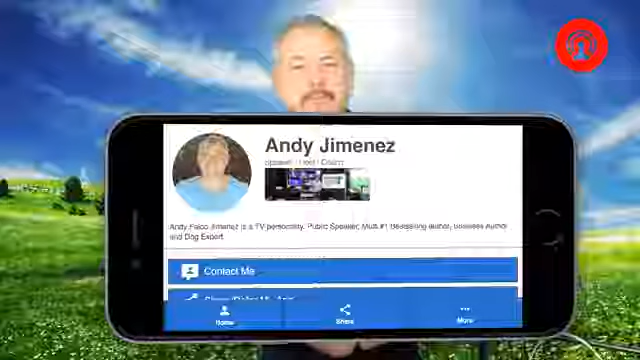 Andy Jimenez
Andy Falco Jimenez is a TV personality, Public Speaker, Multi #1 Bestselling author, Business Author
and Dog Expert
Contact Me
Home
Share
More